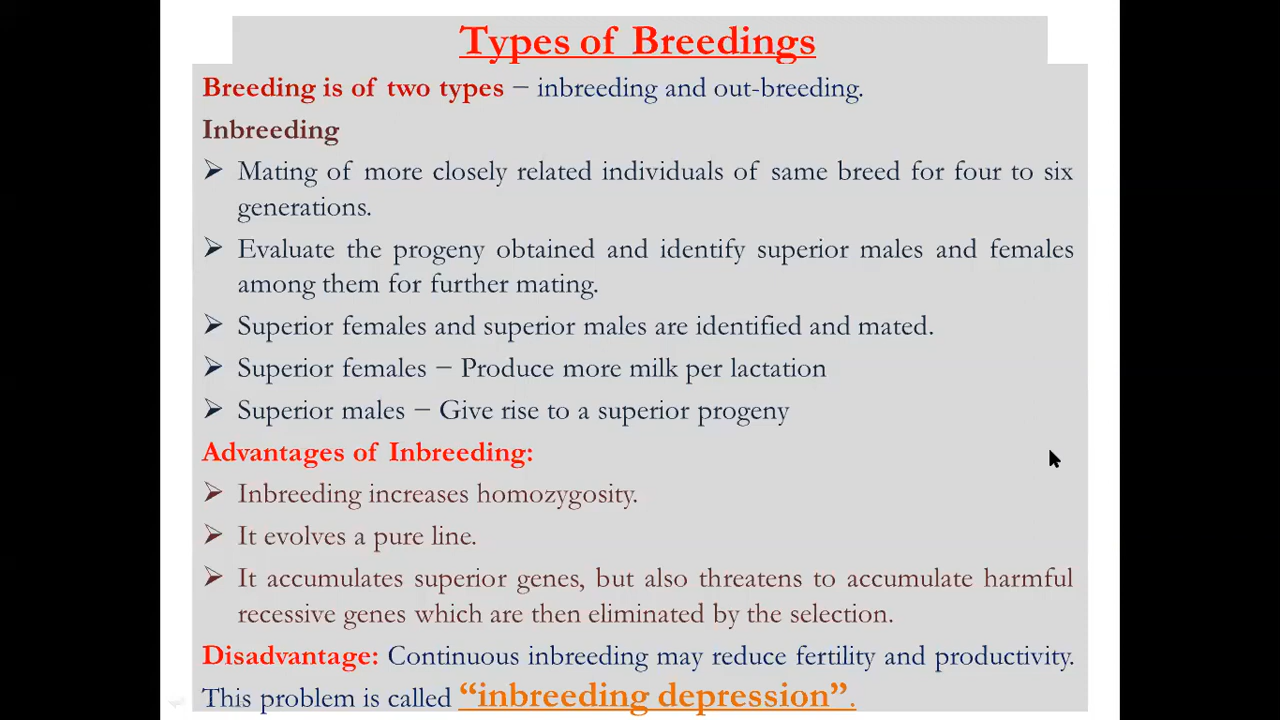 Types of Breedings
Breeding is of two types − inbreeding and out-breeding.
Inbreeding
➢ Mating of more closely related individuals of same breed for four to six
generations.
➢ Evaluate the progeny obtained and identify superior males and females
among them for further mating.
➢ Superior females and superior males are identified and mated.
➢ Superior females − Produce more milk per lactation
➢ Superior males − Give rise to a superior progeny
Advantages of Inbreeding:
➢ Inbreeding increases homozygosity.
➢ It evolves a pure line.
➢ It accumulates superior genes, but also threatens to accumulate harmful
recessive genes which are then eliminated by the selection.
Disadvantage: Continuous inbreeding may reduce fertility and productivity.
This problem is called “inbreeding depression”.